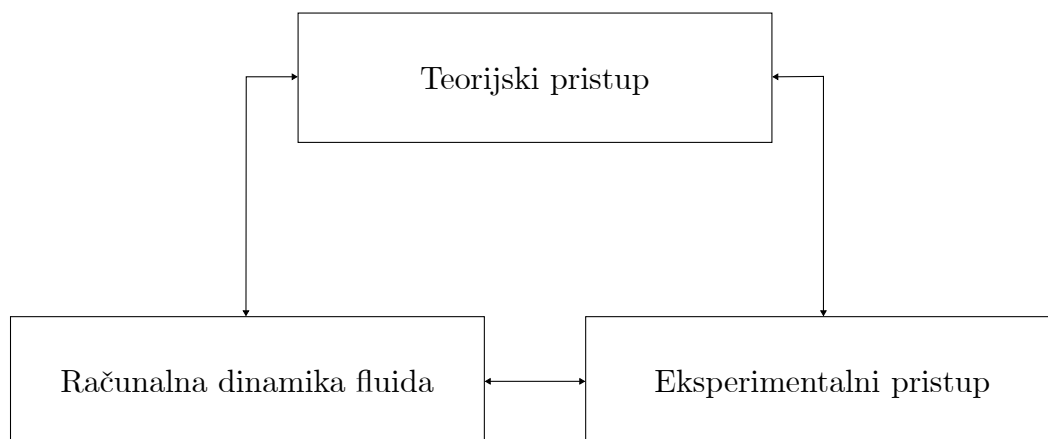 Teorijski pristup
Računalna dinamika fluida
Eksperimentalni pristup